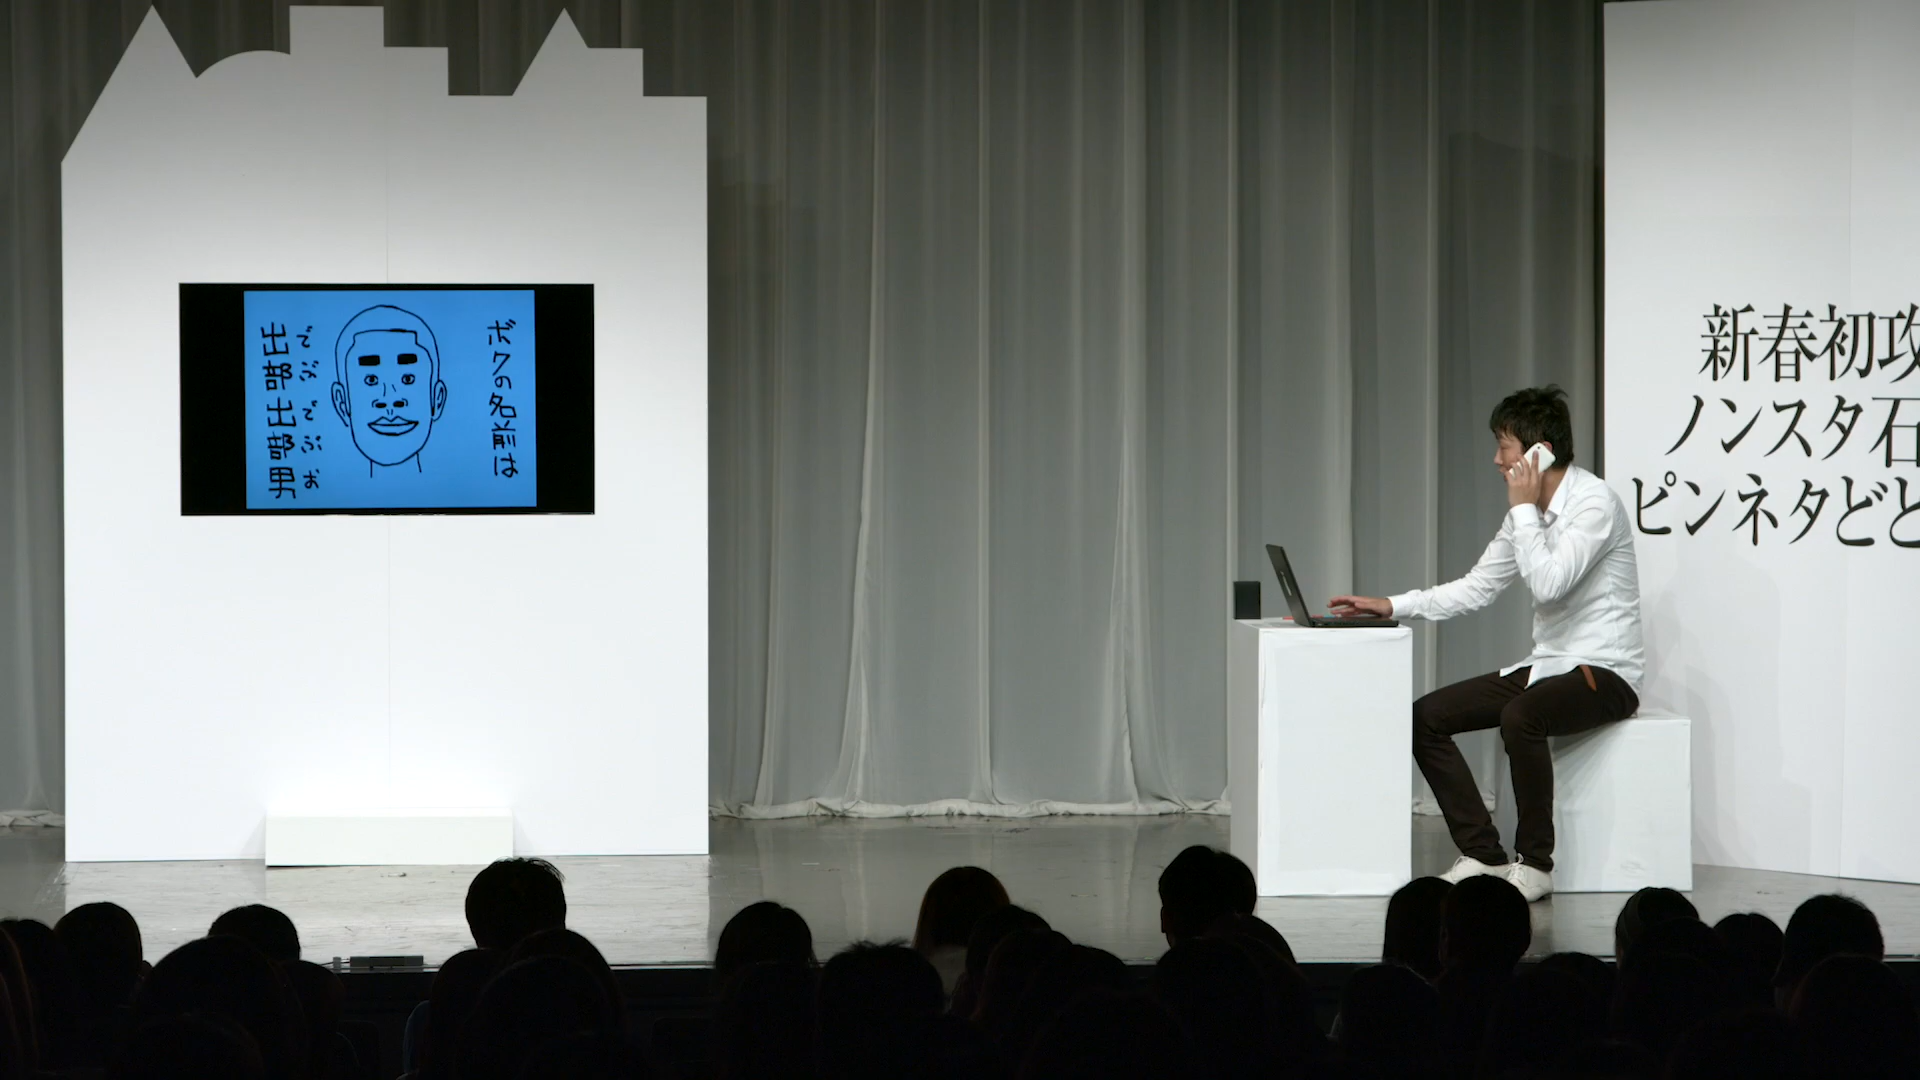 ボクの名前は
出部出部男
でぶでぶお
新春初攻
ノンスタ石
ピンネタどと